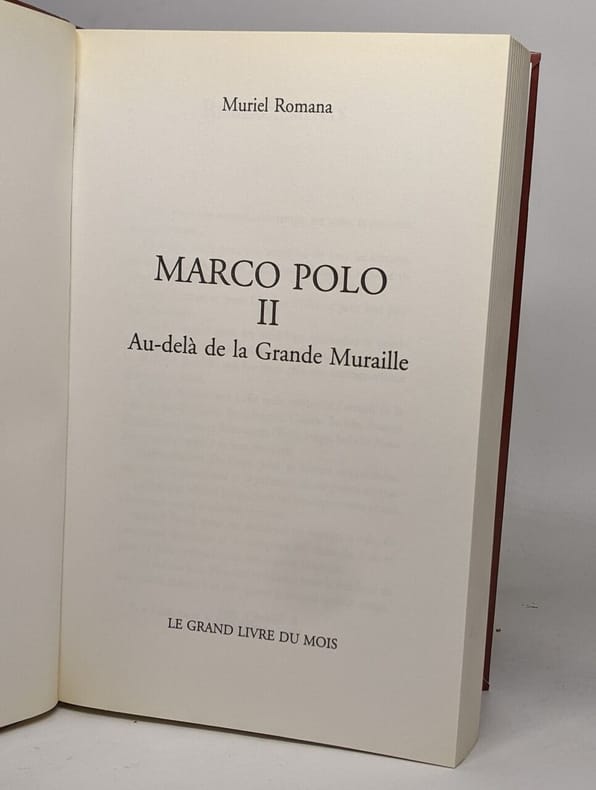 Muriel Romana
MARCO POLO
II
Au-delà de la Grande Muraille
LE GRAND LIVRE DU MOIS